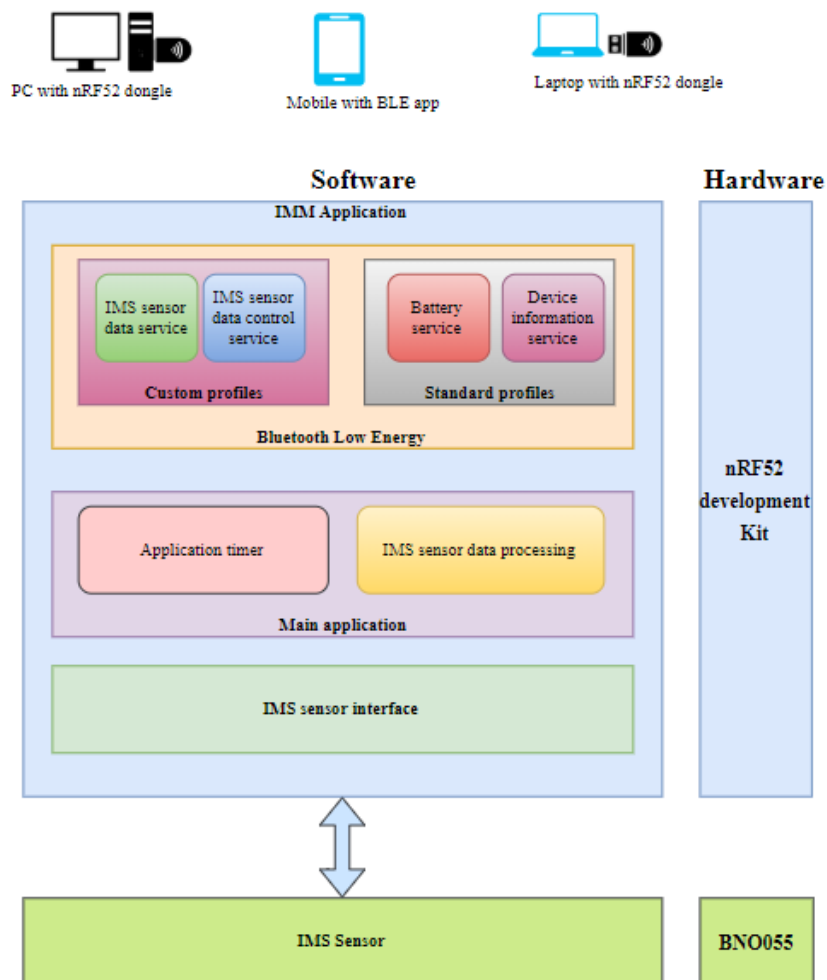 PC with nRF52 dongle
Mobile with BLE app
Laptop with nRF52 dongle
Software
Hardware
IMM Application
IMS sensor
data service
IMS sensor
data control
service
Battery
service
Device
information
service
Custom profiles
Standard profiles
Bluetooth Low Energy
nRF52
development
Kit
Application timer
IMS sensor data processing
Main application
IMS sensor interface
IMS Sensor
BNO055